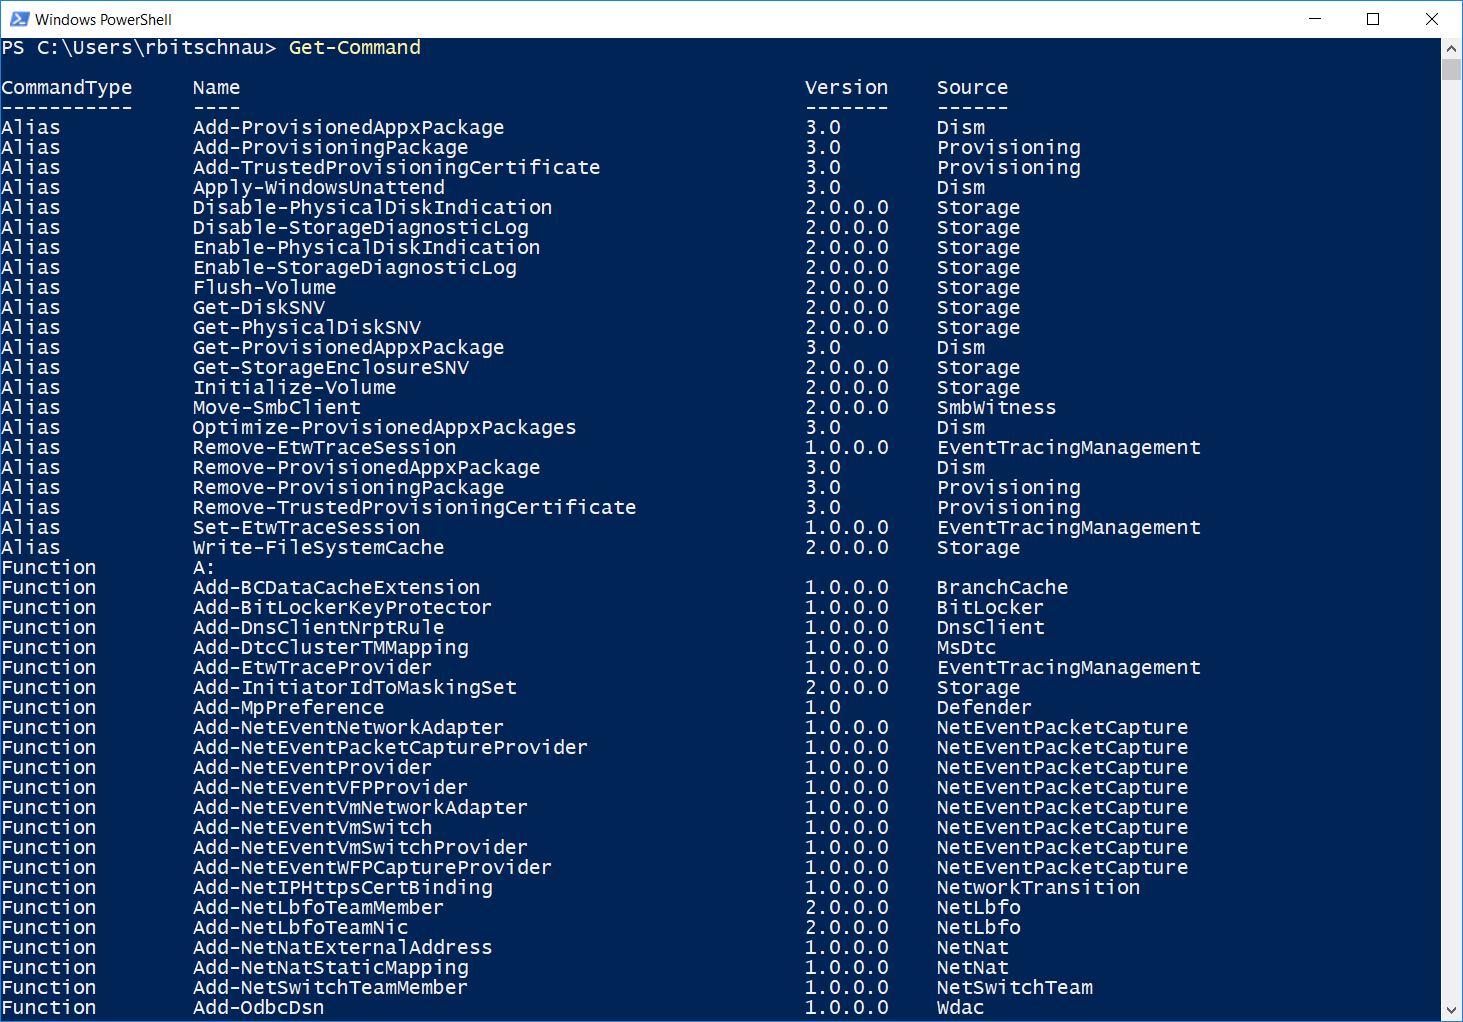 Windows PowerShell
PS C:\Users\rbitschnau> Get-Command
CommandType Name Version Source
----------- ---- ------- ------
Alias Add-ProvisionedAppxPackage 3.0 Dism
Alias Add-ProvisioningPackage 3.0 Provisioning
Alias Add-TrustedProvisioningCertificate 3.0 Provisioning
Alias Apply-WindowsUnattend 3.0 Dism
Alias Disable-PhysicalDiskIndication 2.0.0.0 Storage
Alias Disable-StorageDiagnosticLog 2.0.0.0 Storage
Alias Enable-PhysicalDiskIndication 2.0.0.0 Storage
Alias Enable-StorageDiagnosticLog 2.0.0.0 Storage
Alias Flush-Volume 2.0.0.0 Storage
Alias Get-DiskSNV 2.0.0.0 Storage
Alias Get-PhysicalDiskSNV 2.0.0.0 Storage
Alias Get-ProvisionedAppxPackage 3.0 Dism
Alias Get-StorageEnclosureSNV 2.0.0.0 Storage
Alias Initialize-Volume 2.0.0.0 Storage
Alias Move-SmbClient 2.0.0.0 SmbWitness
Alias Optimize-ProvisionedAppxPackages 3.0 Dism
Alias Remove-EtwTraceSession 1.0.0.0 EventTracingManagement
Alias Remove-ProvisionedAppxPackage 3.0 Dism
Alias Remove-ProvisioningPackage 3.0 Provisioning
Alias Remove-TrustedProvisioningCertificate 3.0 Provisioning
Alias Set-EtwTraceSession 1.0.0.0 EventTracingManagement
Alias Write-FileSystemCache 2.0.0.0 Storage
Function A:
Function Add-BCDataCacheExtension 1.0.0.0 BranchCache
Function Add-BitLockerKeyProtector 1.0.0.0 BitLocker
Function Add-DnsClientNrptRule 1.0.0.0 DnsClient
Function Add-DtcClusterTMMapping 1.0.0.0 MsDtc
Function Add-EtwTraceProvider 1.0.0.0 EventTracingManagement
Function Add-InitiatorIdToMaskingSet 2.0.0.0 Storage
Function Add-MpPreference 1.0 Defender
Function Add-NetEventNetworkAdapter 1.0.0.0 NetEventPacketCapture
Function Add-NetEventPacketCaptureProvider 1.0.0.0 NetEventPacketCapture
Function Add-NetEventProvider 1.0.0.0 NetEventPacketCapture
Function Add-NetEventVFPProvider 1.0.0.0 NetEventPacketCapture
Function Add-NetEventVmNetworkAdapter 1.0.0.0 NetEventPacketCapture
Function Add-NetEventVmSwitch 1.0.0.0 NetEventPacketCapture
Function Add-NetEventVmSwitchProvider 1.0.0.0 NetEventPacketCapture
Function Add-NetEventWFPCaptureProvider 1.0.0.0 NetEventPacketCapture
Function Add-NetIPHttpsCertBinding 1.0.0.0 NetworkTransition
Function Add-NetLbfoTeamMember 2.0.0.0 NetLbfo
Function Add-NetLbfoTeamNic 2.0.0.0 NetLbfo
Function Add-NetNatExternalAddress 1.0.0.0 NetNat
Function Add-NetNatStaticMapping 1.0.0.0 NetNat
Function Add-NetSwitchTeamMember 1.0.0.0 NetSwitchTeam
Function Add-OdbcDsn 1.0.0.0 Wdac